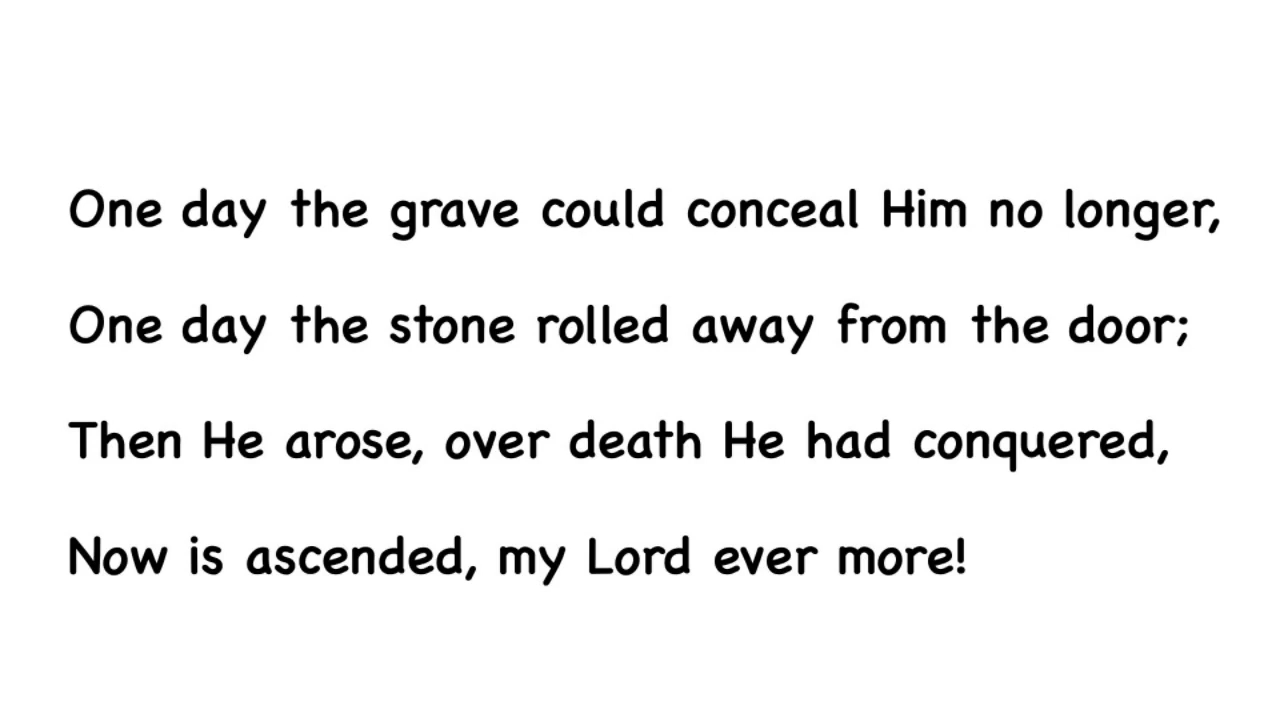 One day the grave could conceal Him no longer,
One day the stone rolled away from the door;
Then He arose, over death He had conquered,
Now is ascended, my Lord ever more!